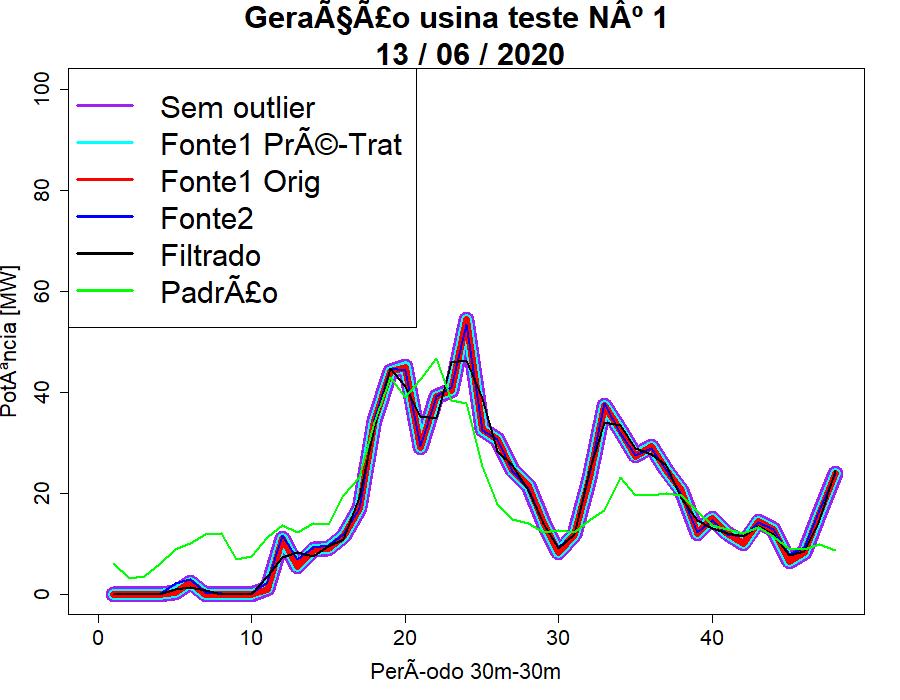 GeraÃ§Ã£o usina teste NÂº 1
13 / 06 / 2020
Sem outlier
Fonte1 PrÃ©-Trat
Fonte1 Orig
Fonte2
Filtrado
PadrÃ£o
PotÃªncia [MW]
100
80
60
40
20
0
0 10 20 30 40
PerÃ­-odo 30m-30m